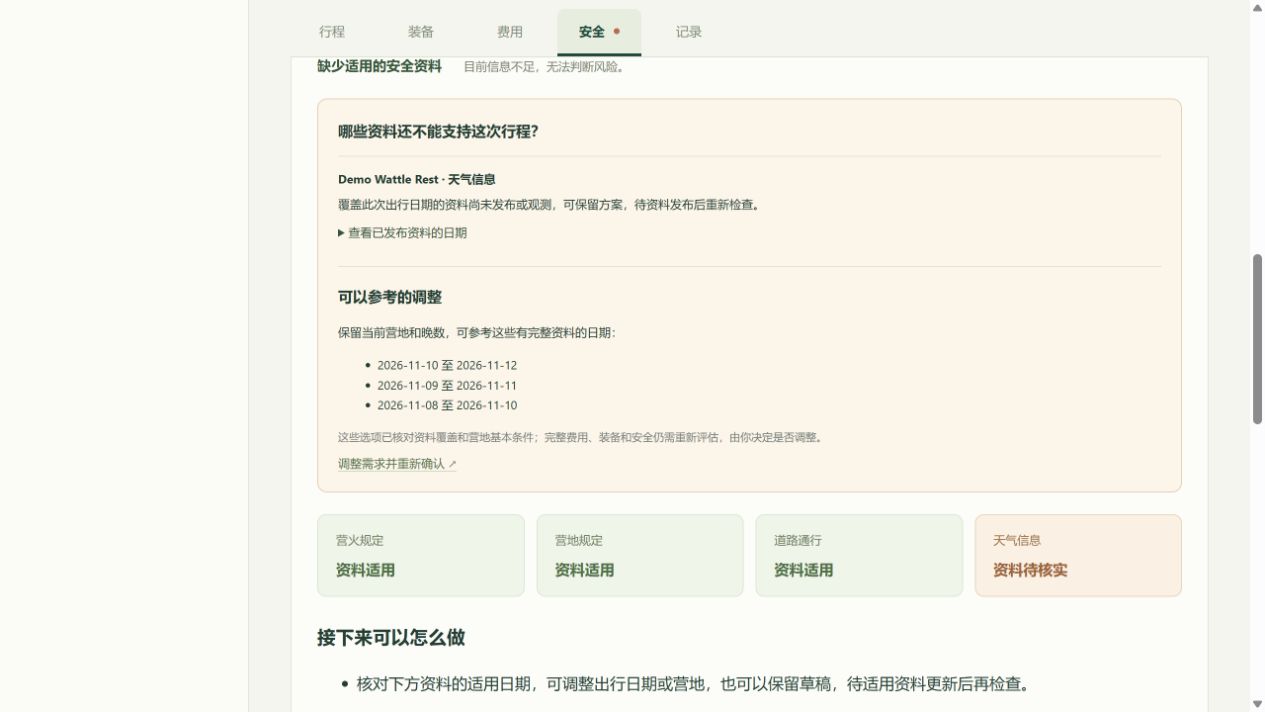 行程
装备
费用
安全
记录
缺少适用的安全资料 目前信息不足，无法判断风险。
哪些资料还不能支持这次行程？
Demo Wattle Rest · 天气信息
覆盖此次出行日期的资料尚未发布或观测，可保留方案，待资料发布后重新检查。
▶ 查看已发布资料的日期
可以参考的调整
保留当前营地和晚数，可参考这些有完整资料的日期：
• 2026-11-10 至 2026-11-12
• 2026-11-09 至 2026-11-11
• 2026-11-08 至 2026-11-10
这些选项已核对资料覆盖和营地基本条件；完整费用、装备和安全仍需重新评估，由你决定是否调整。
调整需求并重新确认 ↗
营火规定
资料适用
营地规定
资料适用
道路通行
资料适用
天气信息
资料待核实
接下来可以怎么做
• 核对下方资料的适用日期，可调整出行日期或营地，也可以保留草稿，待适用资料更新后再检查。